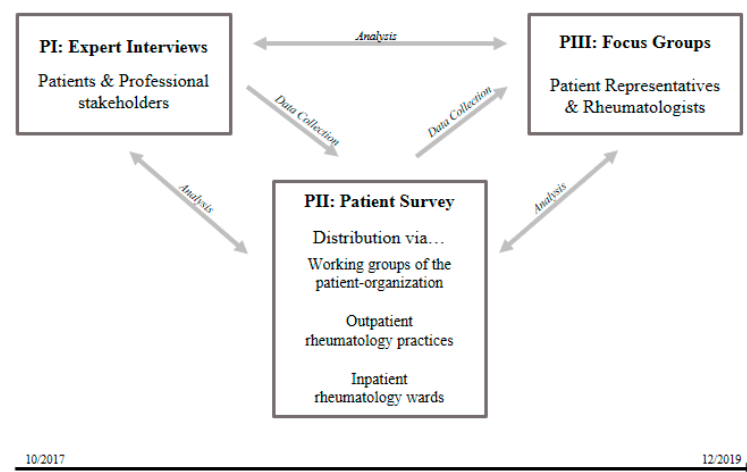 PI: Expert Interviews
Patients & Professional
stakeholders
Analysis
PIII: Focus Groups
Patient Representatives
& Rheumatologists
Data Collection
Data Collection
Analysis
Analysis
PII: Patient Survey
Distribution via…
Working groups of the
patient-organization
Outpatient
rheumatology practices
Inpatient
rheumatology wards
10/2017
12/2019